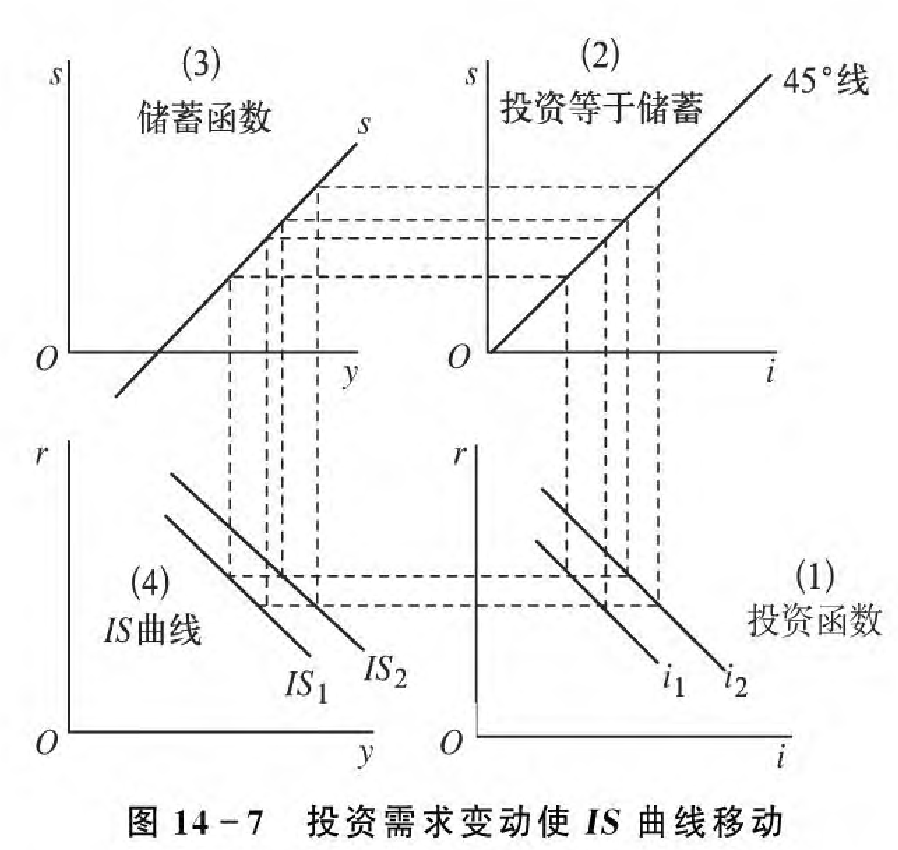 (3)
储蓄函数
s
s
O
y
(2)
投资等于储蓄
s
45°线
O
i
r
(4)
IS曲线
IS1
IS2
O
y
r
(1)
投资函数
i1
i2
O
i
图 14-7 投资需求变动使 IS 曲线移动